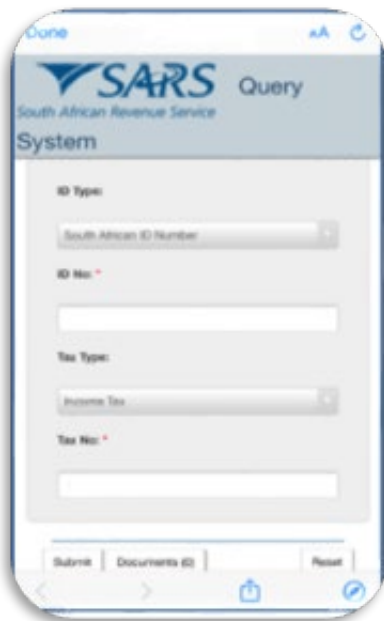 Done AA
SARS Query
South African Revenue Service
System
ID Type:
South African ID Number
ID No: *
Tax Type:
Income Tax
Tax No: *
Submit Documents (0) Reset